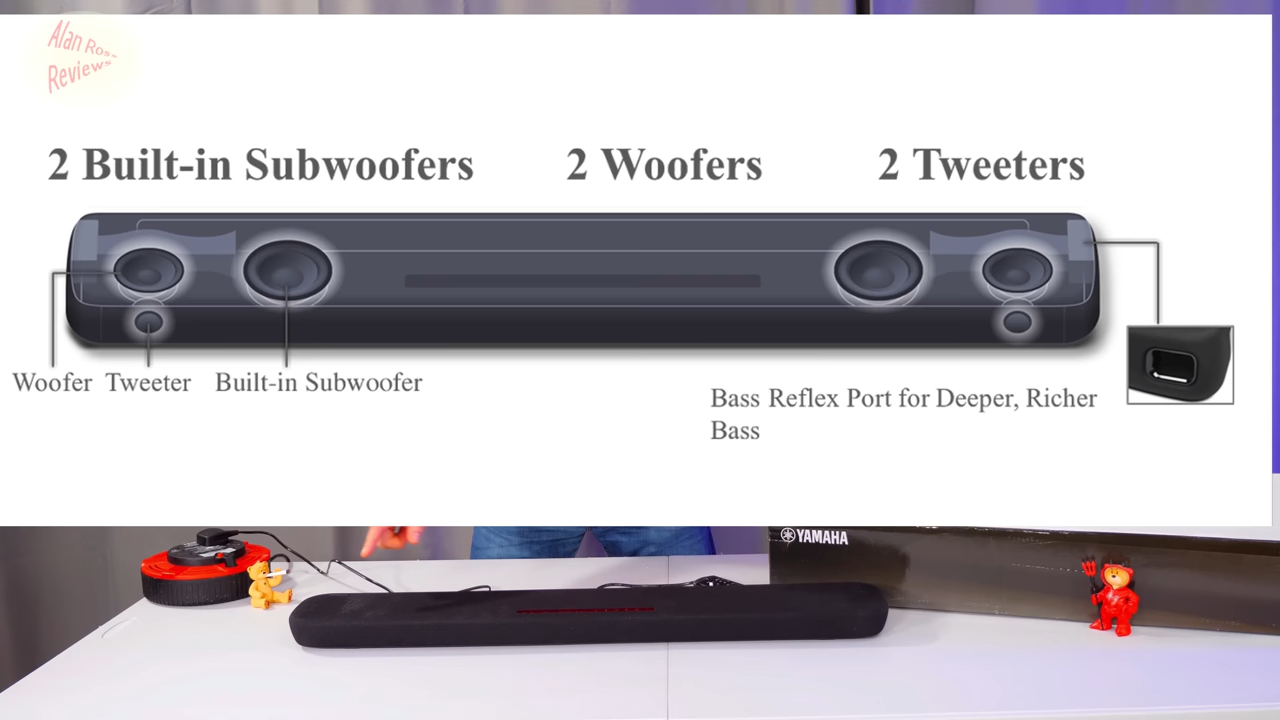 Alan Ross
Reviews
2 Built-in Subwoofers 2 Woofers 2 Tweeters
Woofer Tweeter Built-in Subwoofer
Bass Reflex Port for Deeper, Richer
Bass
YAMAHA